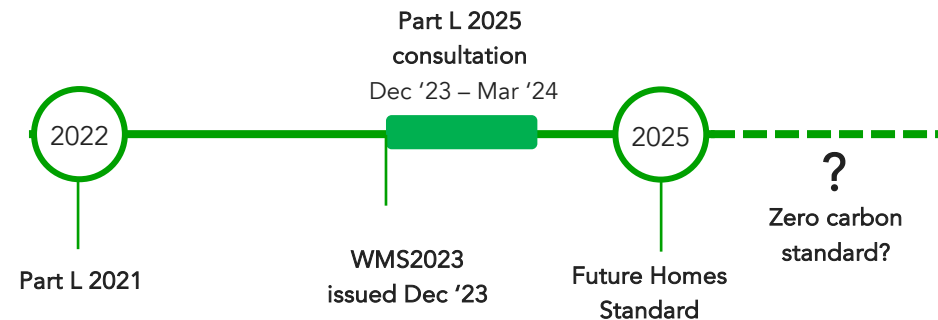 Part L 2025
consultation
Dec ‘23 – Mar ‘24
2022
2025
?
Zero carbon
standard?
WMS2023
issued Dec ‘23
Part L 2021
Future Homes
Standard